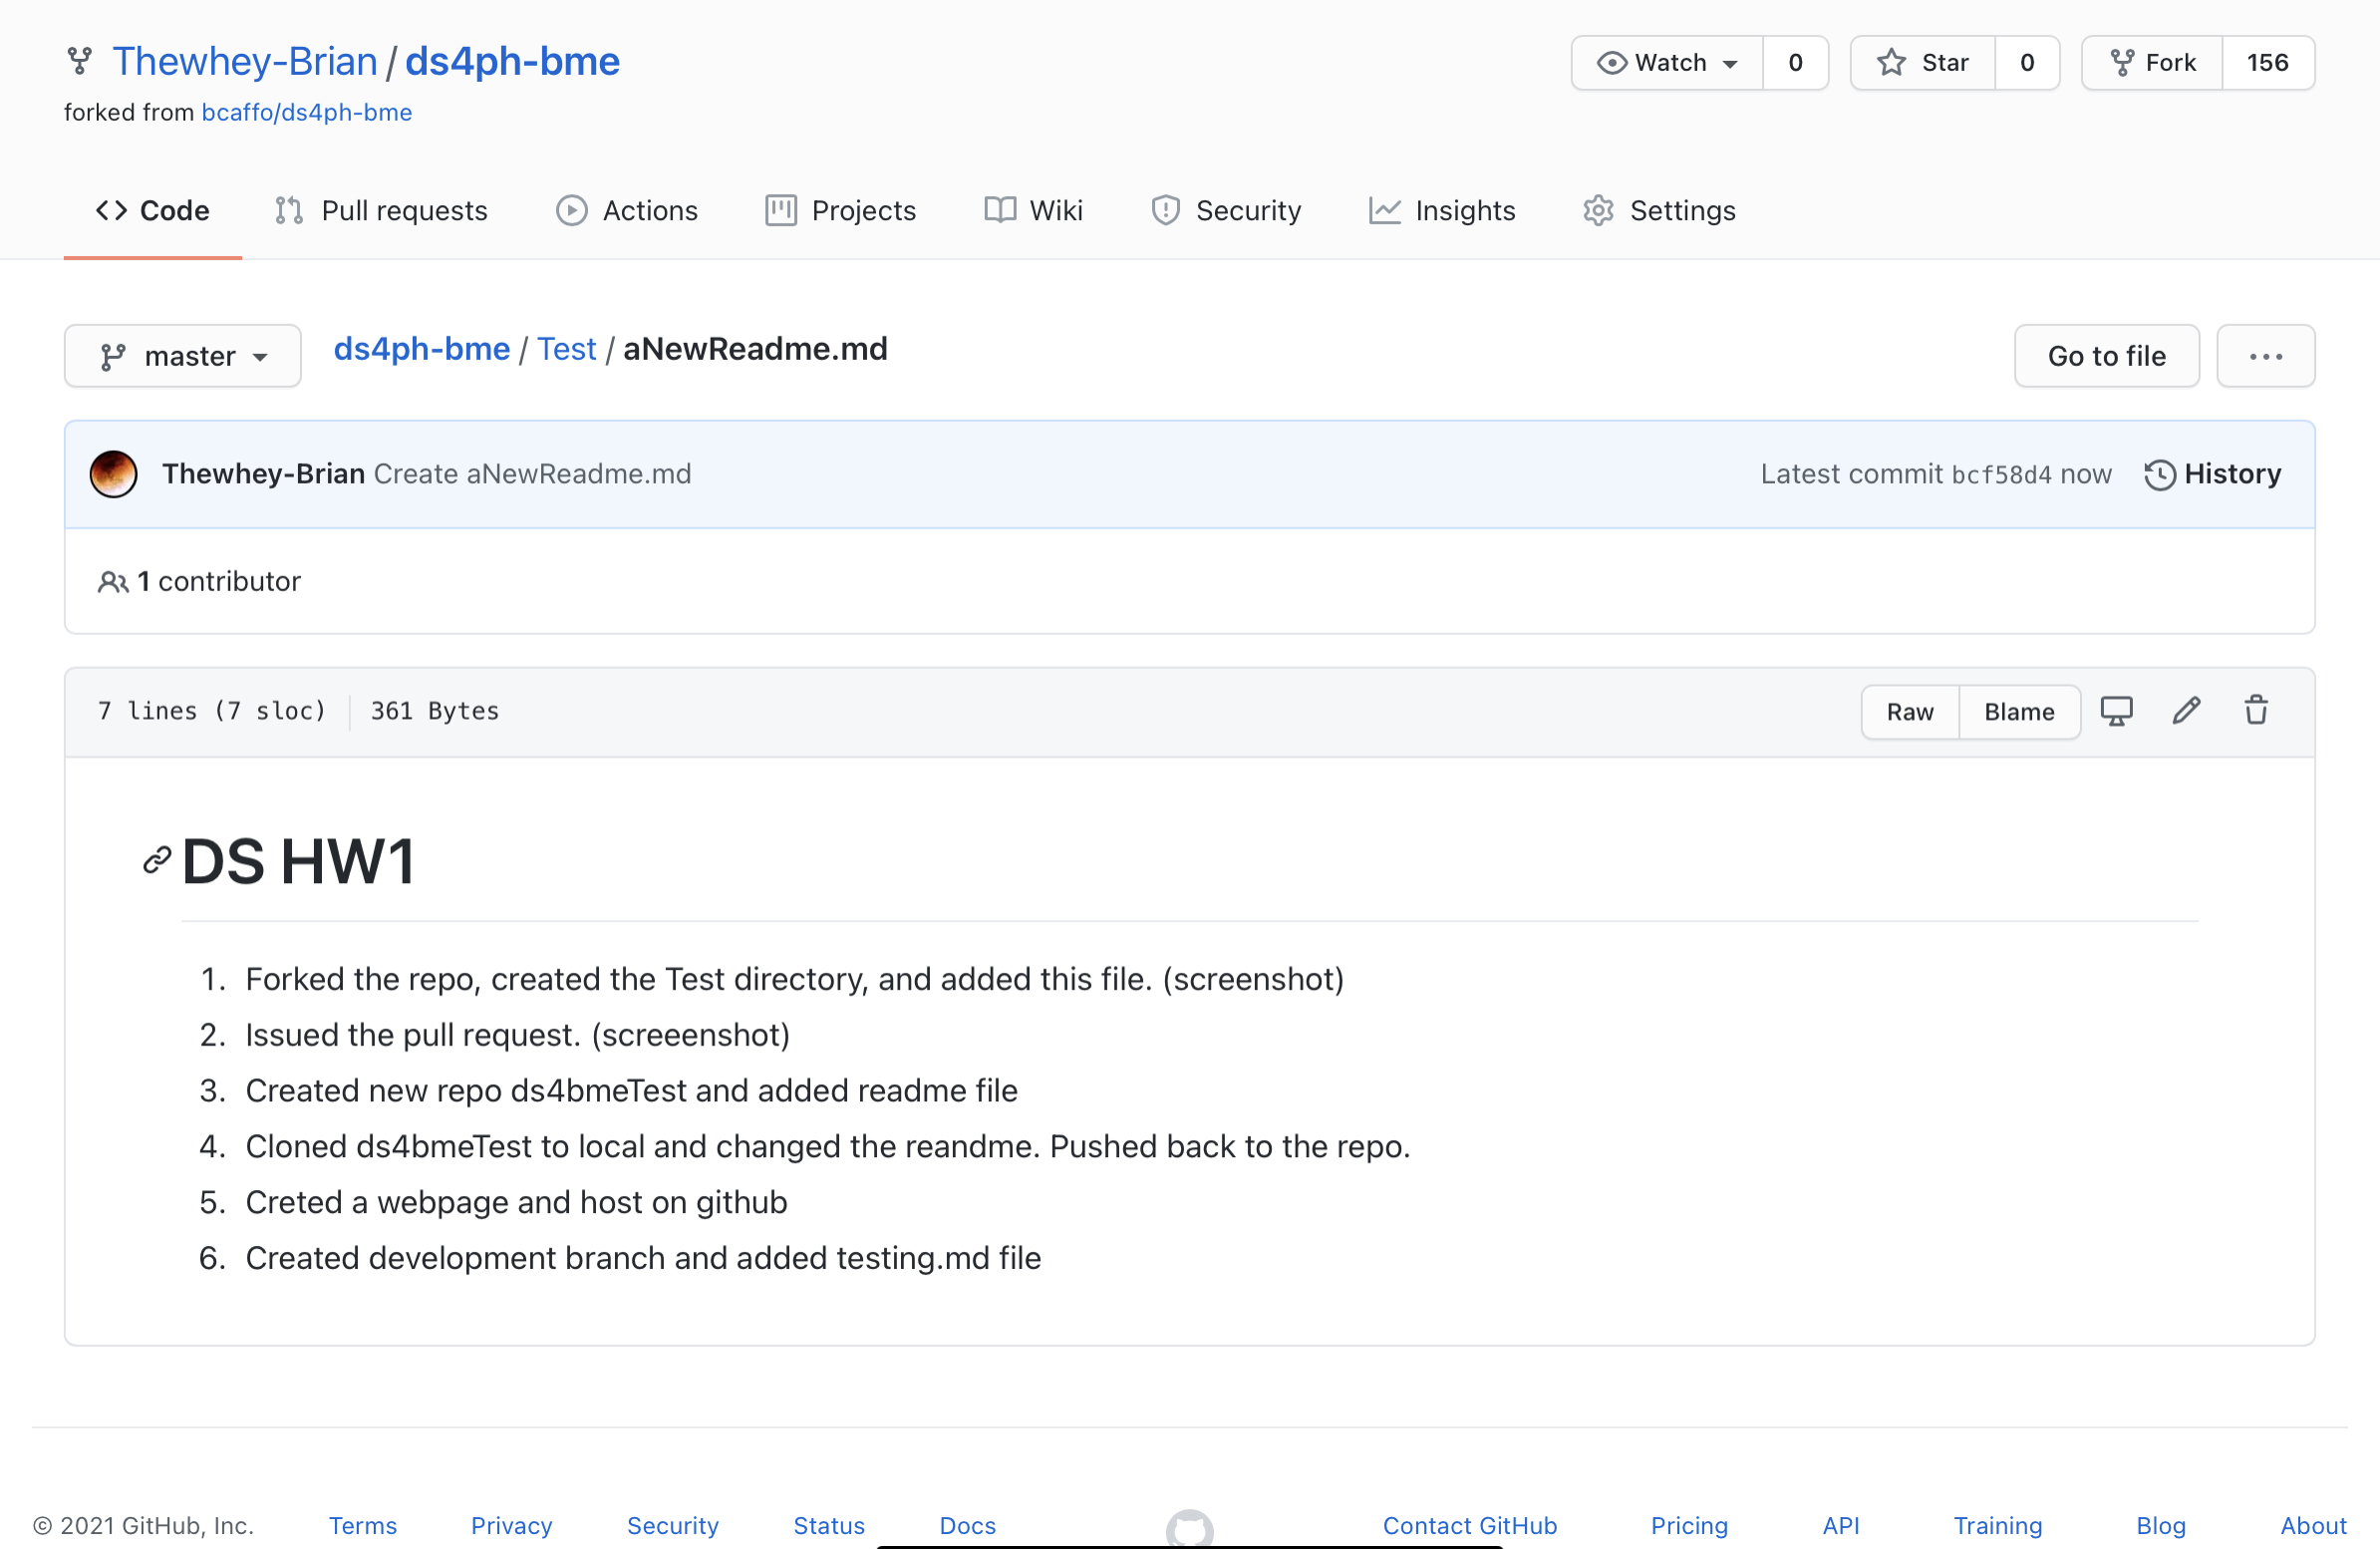 Thewhey-Brian / ds4ph-bme
Watch 0 Star 0 Fork 156
forked from bcaffo/ds4ph-bme
Code Pull requests Actions Projects Wiki Security Insights Settings
master ds4ph-bme / Test / aNewReadme.md Go to file ...
Thewhey-Brian Create aNewReadme.md Latest commit bcf58d4 now History
1 contributor
7 lines (7 sloc) 361 Bytes Raw Blame
DS HW1
1. Forked the repo, created the Test directory, and added this file. (screenshot)
2. Issued the pull request. (screeenshot)
3. Created new repo ds4bmeTest and added readme file
4. Cloned ds4bmeTest to local and changed the reandme. Pushed back to the repo.
5. Creted a webpage and host on github
6. Created development branch and added testing.md file
© 2021 GitHub, Inc. Terms Privacy Security Status Docs Contact GitHub Pricing API Training Blog About